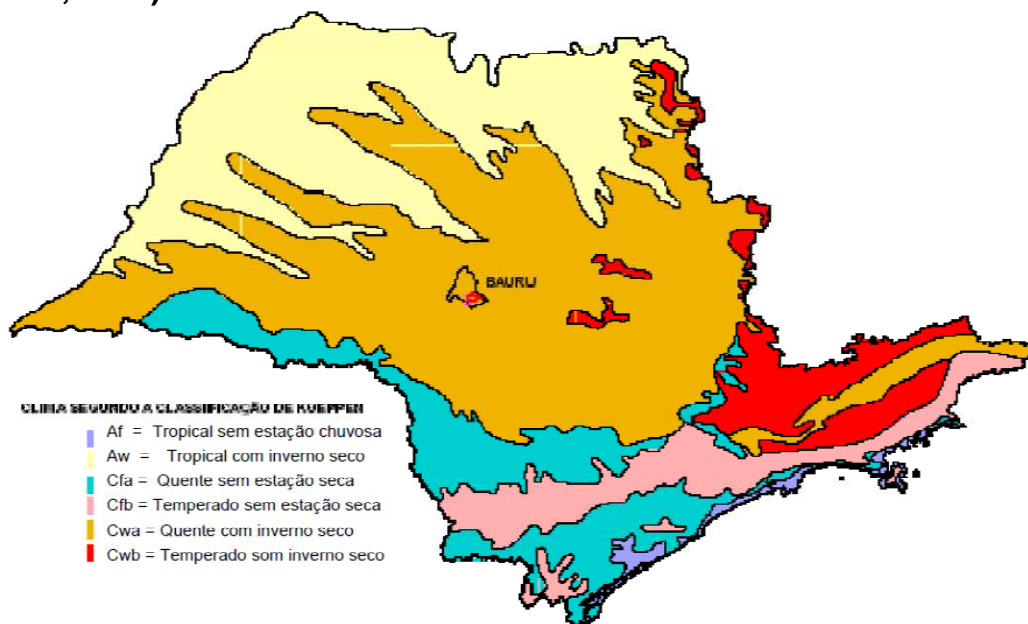 BAURU
CLIMA SEGUNDO A CLASSIFICAÇÃO DE KOEPPEN
Af = Tropical sem estação chuvosa
Aw = Tropical com inverno seco
Cfa = Quente sem estação seca
Cfb = Temperado sem estação seca
Cwa = Quente com inverno seco
Cwb = Temperado som inverno seco